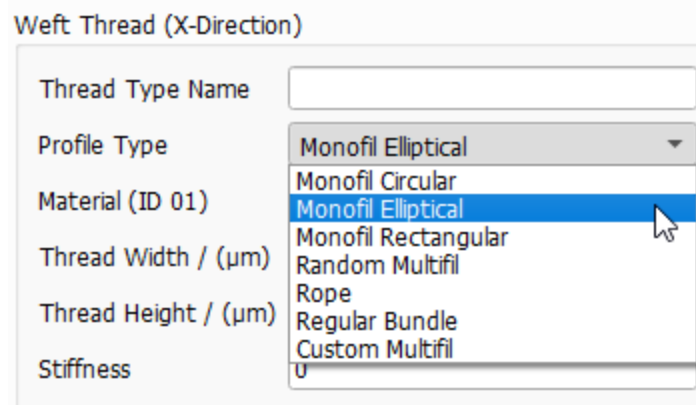 Weft Thread (X-Direction)
Thread Type Name
Profile Type Monofil Elliptical
Monofil Circular
Material (ID 01)
Monofil Elliptical
Monofil Rectangular
Thread Width / (µm)
Random Multifil
Rope
Thread Height / (µm)
Regular Bundle
Custom Multifil
Stiffness 0